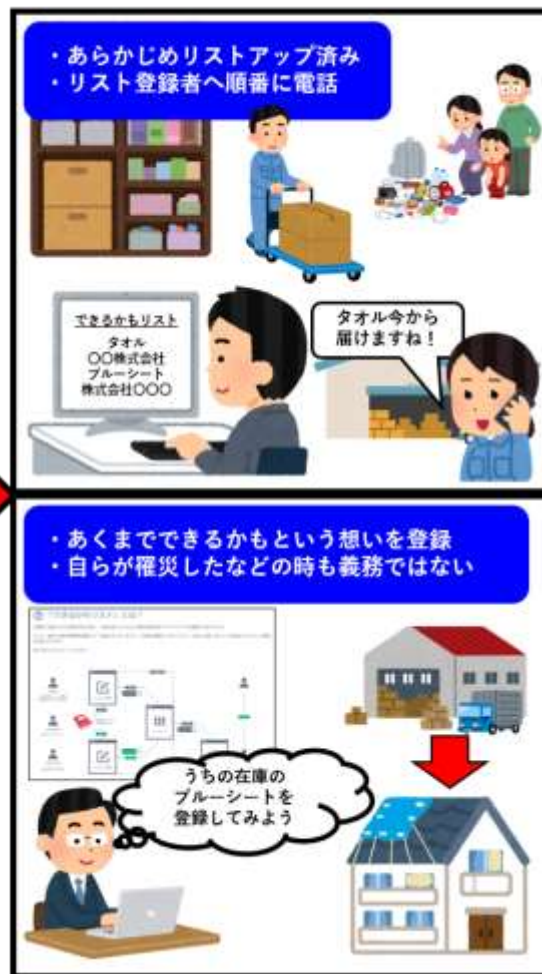 ・あらかじめリストアップ済み
・リスト登録者へ順番に電話
できるかもリスト
タオル
〇〇株式会社
ブルーシート
株式会社〇〇〇
タオル今から
届けますね!
・あくまでできるかもという想いを登録
・自らが罹災したなどの時も義務ではない
うちの在庫の
ブルーシートを
登録してみよう